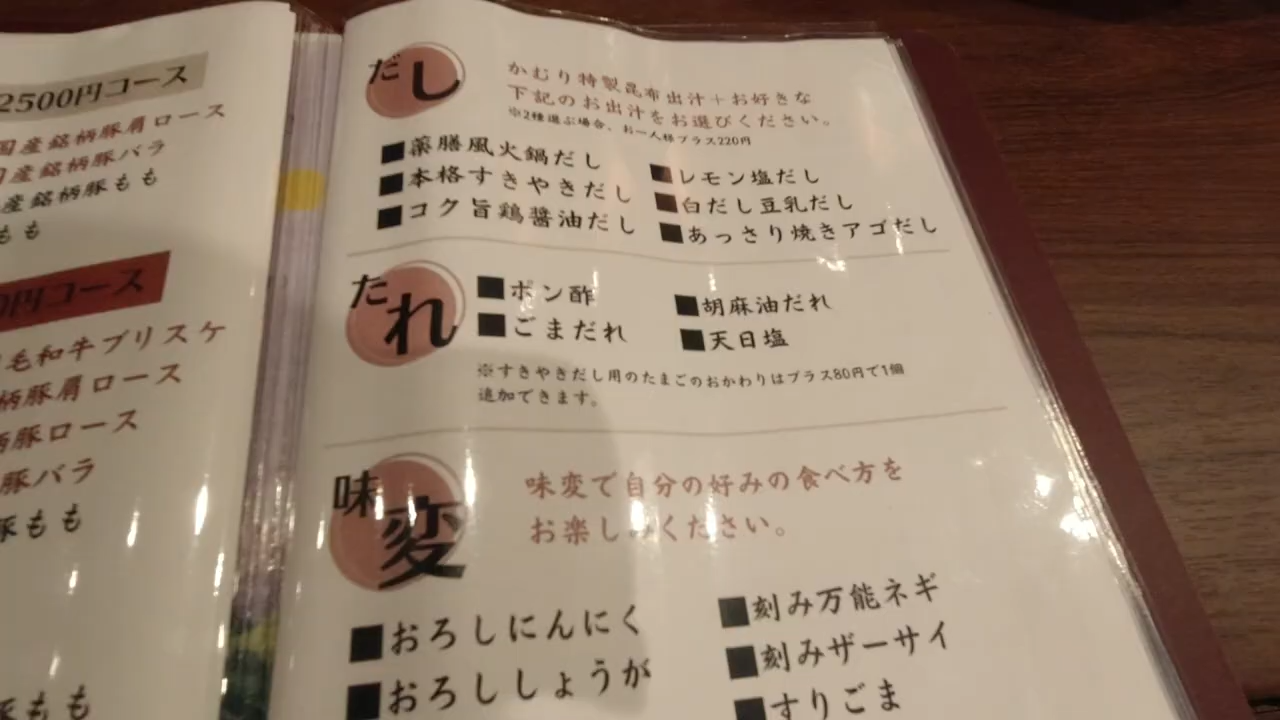 2500円コース
国産銘柄豚肩ロース
国産銘柄豚バラ
産銘柄豚もも
もも
0円コース
毛和牛ブリスケ
柄豚肩ロース
柄豚ロース
豚バラ
豚もも
豚もも
だし
かむり特製昆布出汁+お好きな
下記のお出汁をお選びください。
※2種選ぶ場合、お一人様プラス220円
■薬膳風火鍋だし
■本格すきやきだし
■コク旨鶏醤油だし
■レモン塩だし
■白だし豆乳だし
■あっさり焼きアゴだし
たれ
■ポン酢
■ごまだれ
■胡麻油だれ
■天日塩
※すきやきだし用のたまごのおかわりはプラス80円で1個
追加できます。
味変
味変で自分の好みの食べ方を
お楽しみください。
■おろしにんにく
■おろししょうが
■刻み万能ネギ
■刻みザーサイ
■すりごま